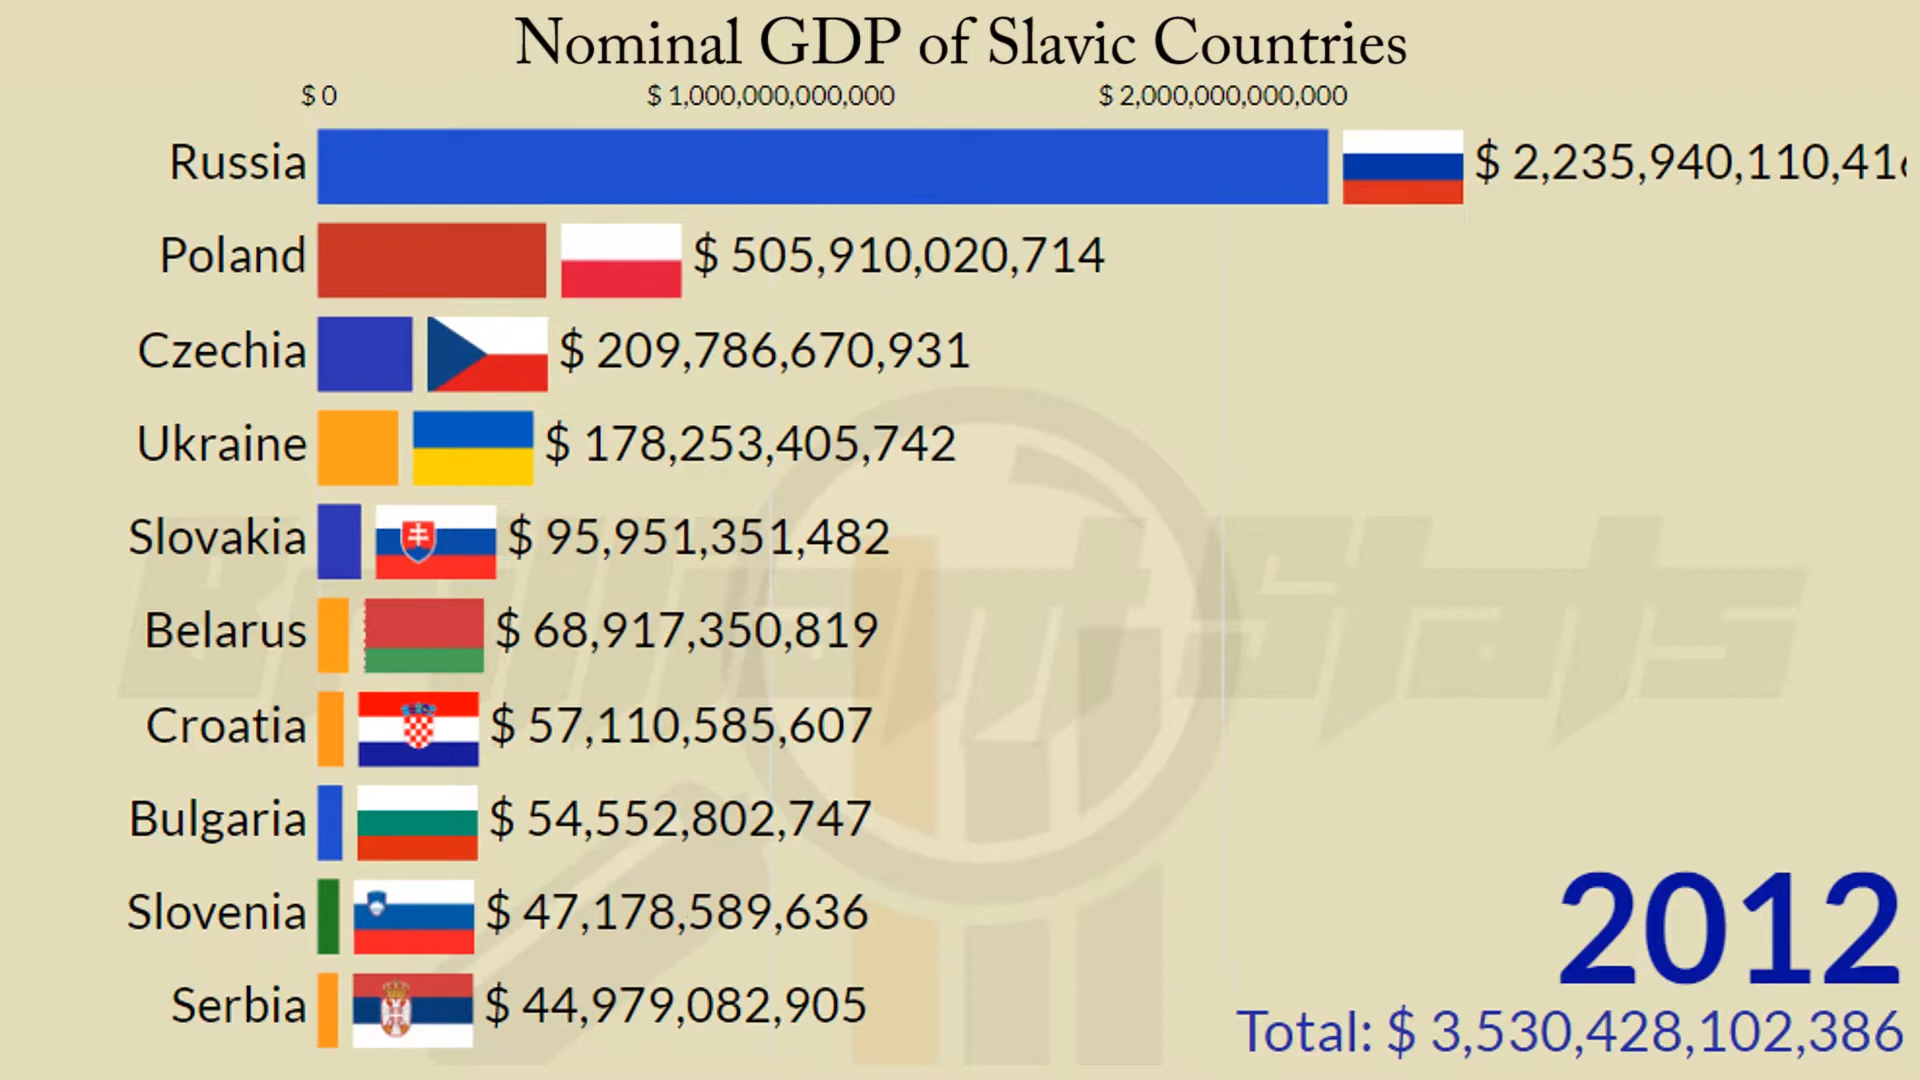 Nominal GDP of Slavic Countries
$ 0 $ 1,000,000,000,000 $ 2,000,000,000,000
Russia $ 2,235,940,110,416
Poland $ 505,910,020,714
Czechia $ 209,786,670,931
Ukraine $ 178,253,405,742
Slovakia $ 95,951,351,482
Belarus $ 68,917,350,819
Croatia $ 57,110,585,607
Bulgaria $ 54,552,802,747
Slovenia $ 47,178,589,636
Serbia $ 44,979,082,905
Brilliant Stats
2012
Total: $ 3,530,428,102,386